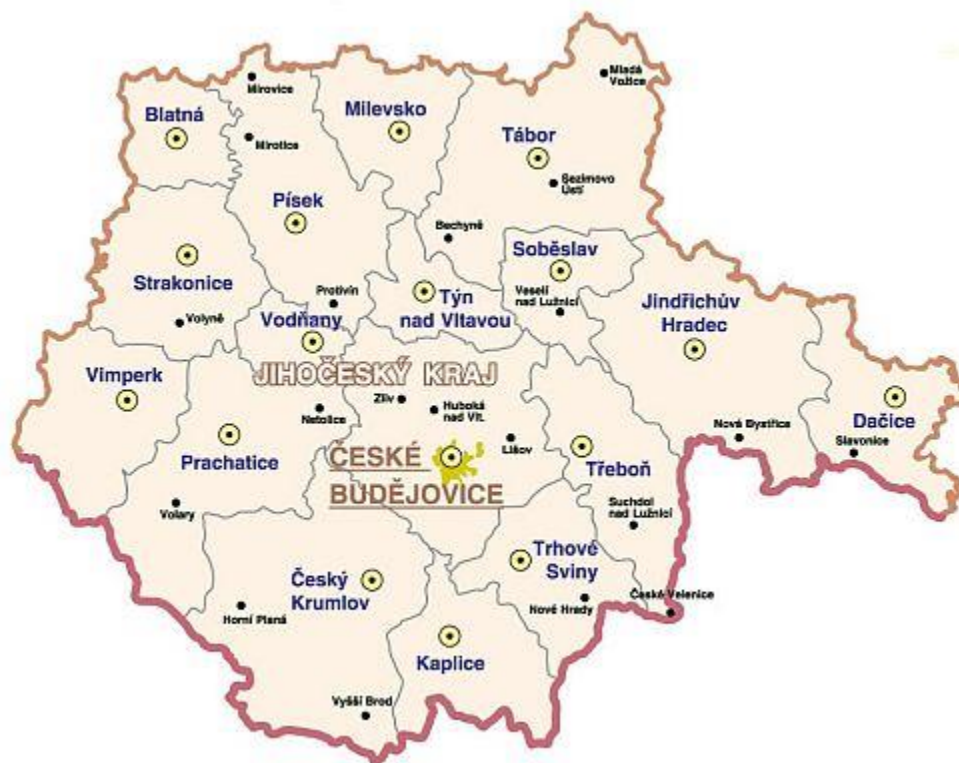 Mladá
Vožice
Mirovice
Blatná
Milevsko
Mirotice
Tábor
Sezimovo
Ústí
Písek
Bechyně
Soběslav
Strakonice
Protivín
Týn
nad Vltavou
Veselí
nad Lužnicí
Jindřichův
Hradec
Volyně
Vodňany
Vimperk
JIHOČESKÝ KRAJ
Zliv
Huboká
nad Vlt.
Netolice
Dačice
Nová Bystřice
Slavonice
Lišov
Prachatice
ČESKÉ
BUDĚJOVICE
Třeboň
Volary
Suchdol
nad Lužnicí
Trhové
Sviny
Český
Krumlov
České Velenice
Nové Hrady
Horní Planá
Kaplice
Vyšší Brod